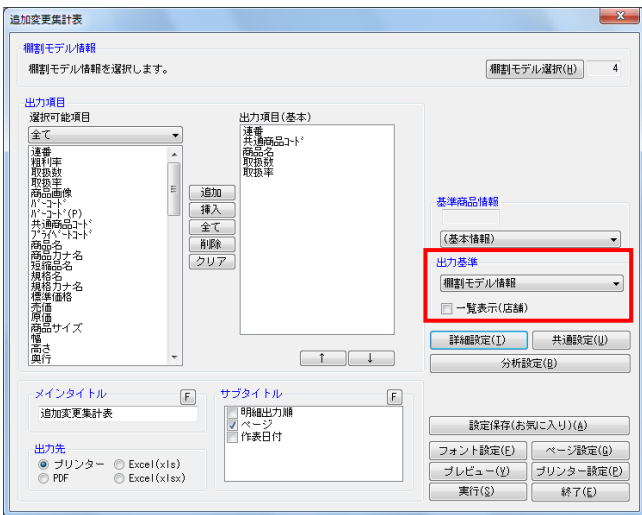 追加変更集計表
棚割モデル情報
棚割モデル情報を選択します。
棚割モデル選択(H)
4
出力項目
選択可能項目
全て
連番
粗利率
取扱数
取扱率
商品画像
ﾊﾞｰｺｰﾄﾞ
ﾊﾞｰｺｰﾄﾞ(P)
共通商品ｺｰﾄﾞ
ﾌﾟﾗｲﾍﾞｰﾄｺｰﾄﾞ
商品名
商品カナ名
短縮品名
規格名
規格カナ名
標準価格
売価
原価
商品サイズ
幅
高さ
奥行
追加
挿入
全て
削除
クリア
出力項目(基本)
連番
共通商品ｺｰﾄﾞ
商品名
取扱数
取扱率
↑
↓
基準商品情報
(基本情報)
出力基準
棚割モデル情報
一覧表示(店舗)
詳細設定(I)
共通設定(U)
分析設定(B)
メインタイトル
F
追加変更集計表
サブタイトル
F
明細出力順
ページ
作表日付
出力先
プリンター
Excel(xls)
PDF
Excel(xlsx)
設定保存(お気に入り)(A)
フォント設定(F)
ページ設定(G)
プレビュー(V)
プリンター設定(P)
実行(S)
終了(E)